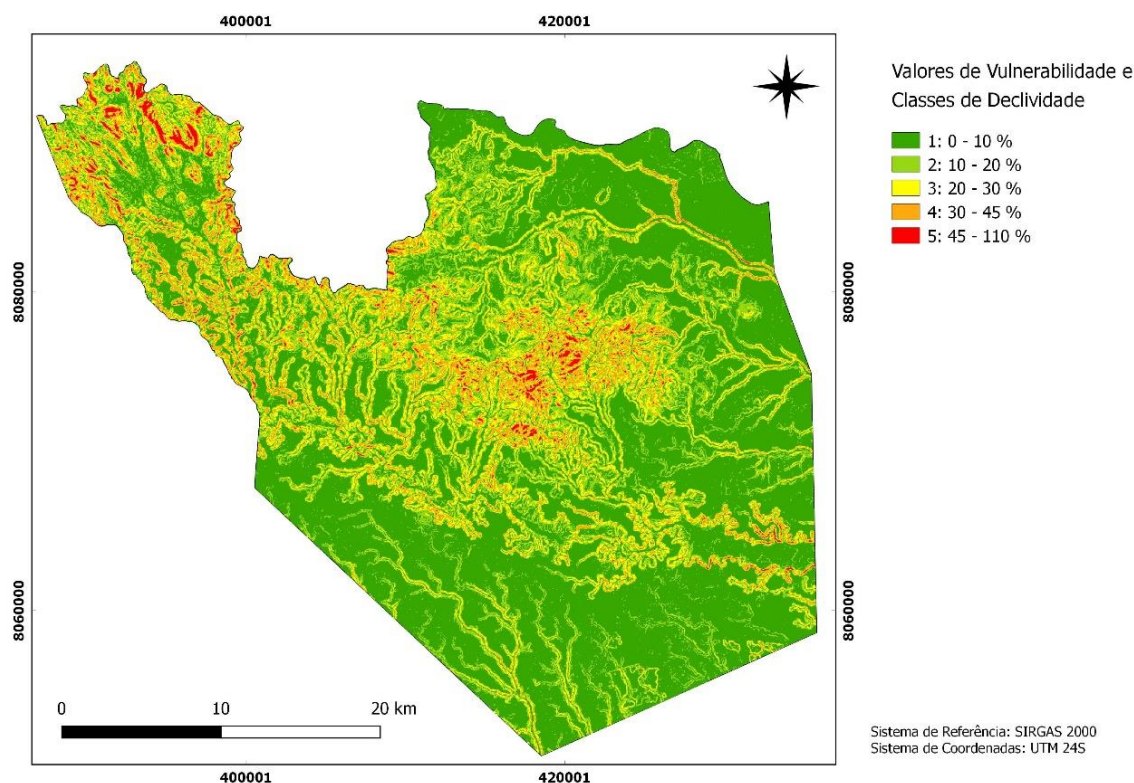 400001
420001
Valores de Vulnerabilidade e
Classes de Declividade
1: 0 - 10 %
2: 10 - 20 %
3: 20 - 30 %
4: 30 - 45 %
5: 45 - 110 %
8080000
8080000
8060000
8060000
0 10 20 km
Sistema de Referência: SIRGAS 2000
Sistema de Coordenadas: UTM 24S
400001
420001